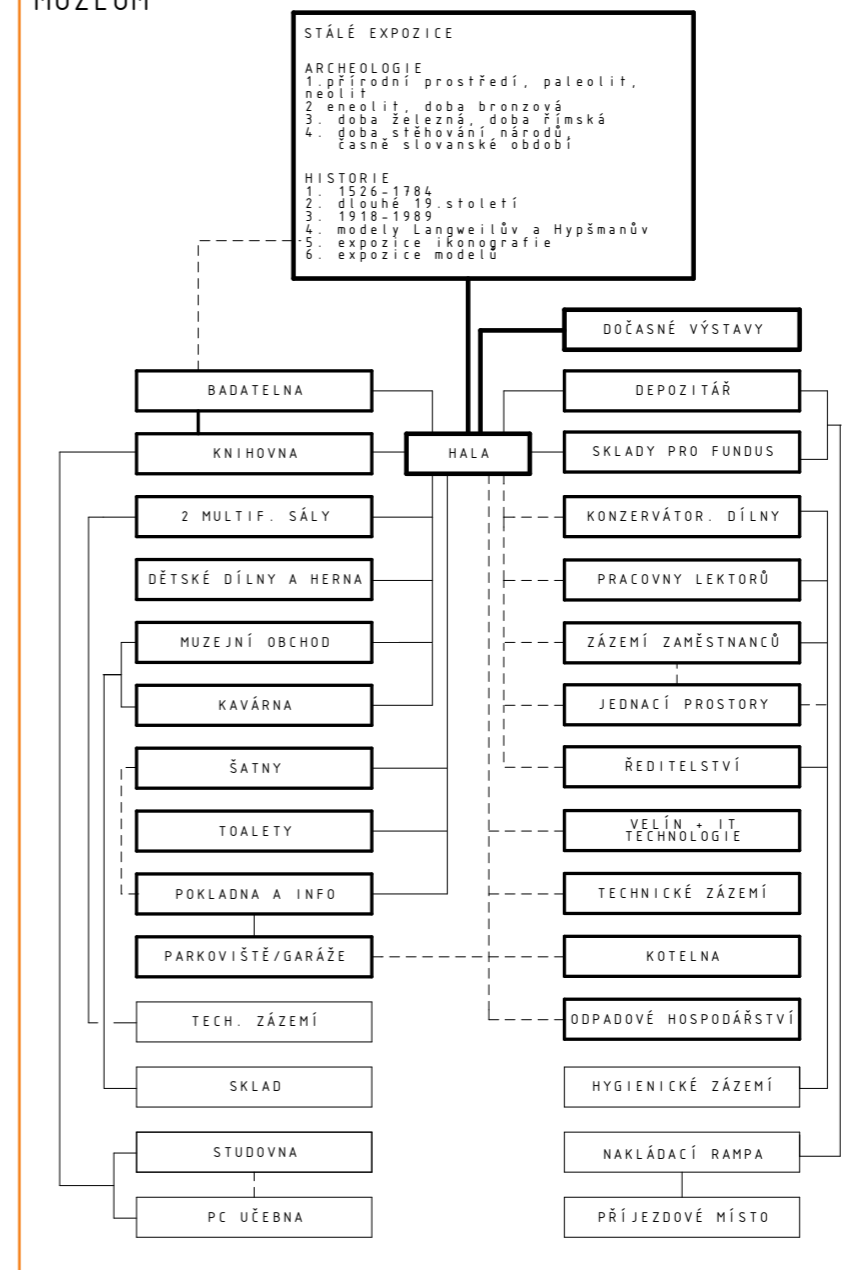 MUZEUM
STÁLÉ EXPOZICE
ARCHEOLOGIE
1.přírodní prostředí, paleolit,
neolit
2 eneolit, doba bronzová
3. doba železná, doba římská
4. doba stěhování národů,
časně slovanské období
HISTORIE
1. 1526-1784
2. dlouhé 19.století
3. 1918-1989
4. modely Langweilův a Hypšmanův
5. expozice ikonografie
6. expozice modelů
DOČASNÉ VÝSTAVY
BADATELNA
DEPOZITÁŘ
KNIHOVNA
HALA
SKLADY PRO FUNDUS
2 MULTIF. SÁLY
KONZERVÁTOR. DÍLNY
DĚTSKÉ DÍLNY A HERNA
PRACOVNY LEKTORŮ
MUZEJNÍ OBCHOD
ZÁZEMÍ ZAMĚSTNANCŮ
KAVÁRNA
JEDNACÍ PROSTORY
ŠATNY
ŘEDITELSTVÍ
TOALETY
VELÍN + IT
TECHNOLOGIE
POKLADNA A INFO
TECHNICKÉ ZÁZEMÍ
PARKOVIŠTĚ/GARÁŽE
KOTELNA
TECH. ZÁZEMÍ
ODPADOVÉ HOSPODÁŘSTVÍ
SKLAD
HYGIENICKÉ ZÁZEMÍ
STUDOVNA
NAKLÁDACÍ RAMPA
PC UČEBNA
PŘÍJEZDOVÉ MÍSTO